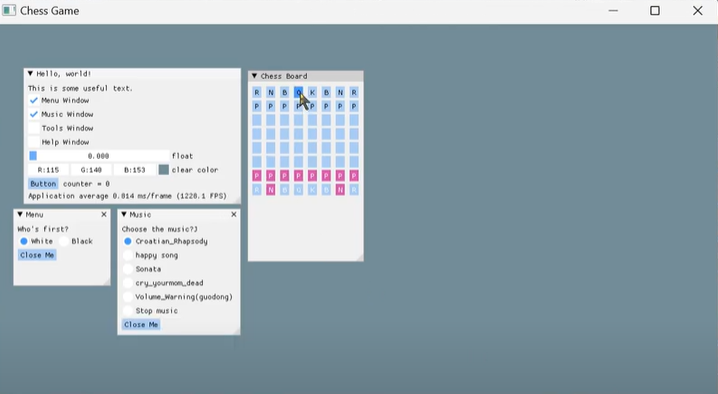 Chess Game
Hello, world!
This is some useful text.
Menu Window
Music Window
Tools Window
Help Window
0.000 float
R:115 G:140 B:153 clear color
Button counter = 0
Application average 0.814 ms/frame (1228.1 FPS)
Menu
Who's first?
White Black
Close Me
Music
Choose the music?J
Croatian_Rhapsody
happy song
Sonata
cry_yourmom_dead
Volume_Warning(guodong)
Stop music
Close Me
Chess Board
R N B Q K B N R
P P P P P P P P
P P P P P P P P
R N B K B N R